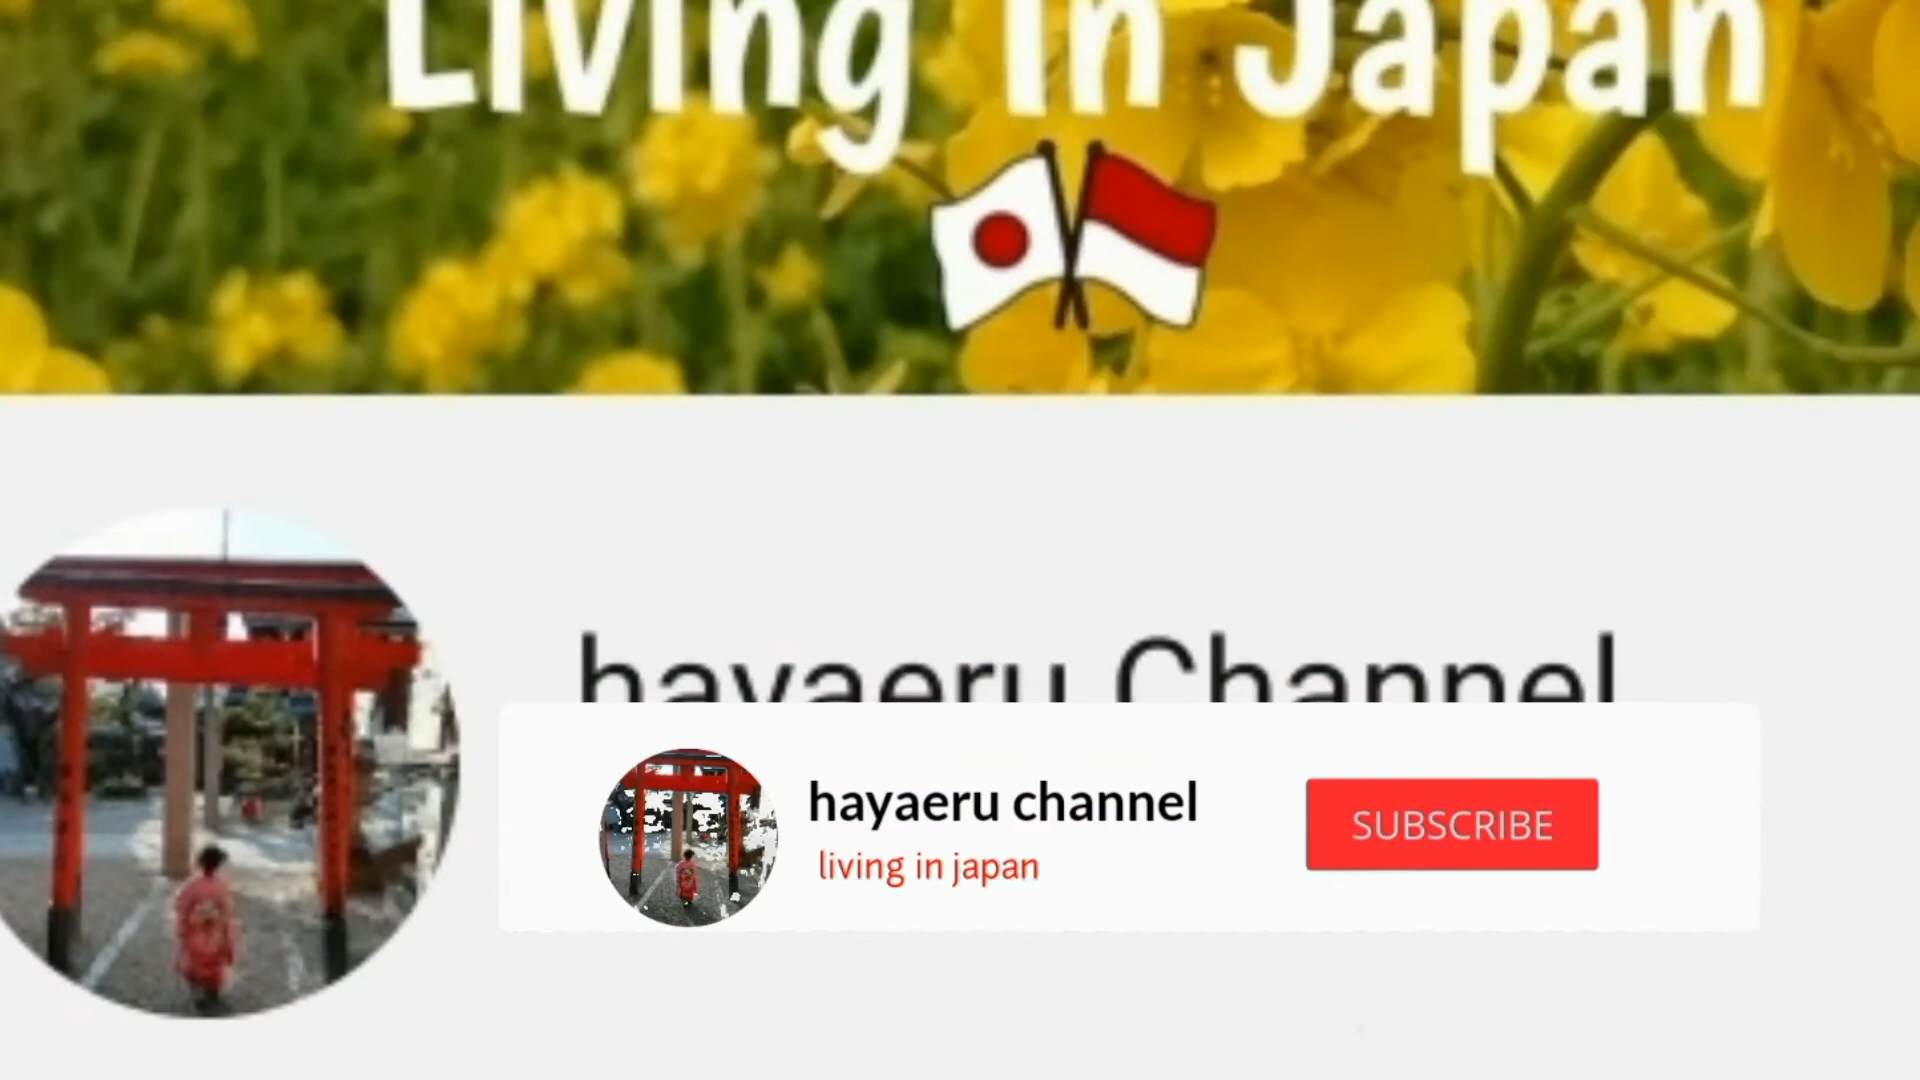 Living In Japan
hayaeru Channel
hayaeru channel
living in japan
SUBSCRIBE